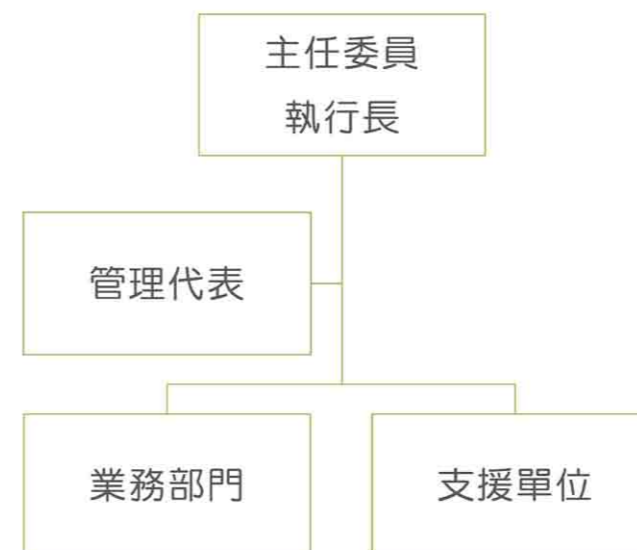 主任委員
執行長
管理代表
業務部門
支援單位